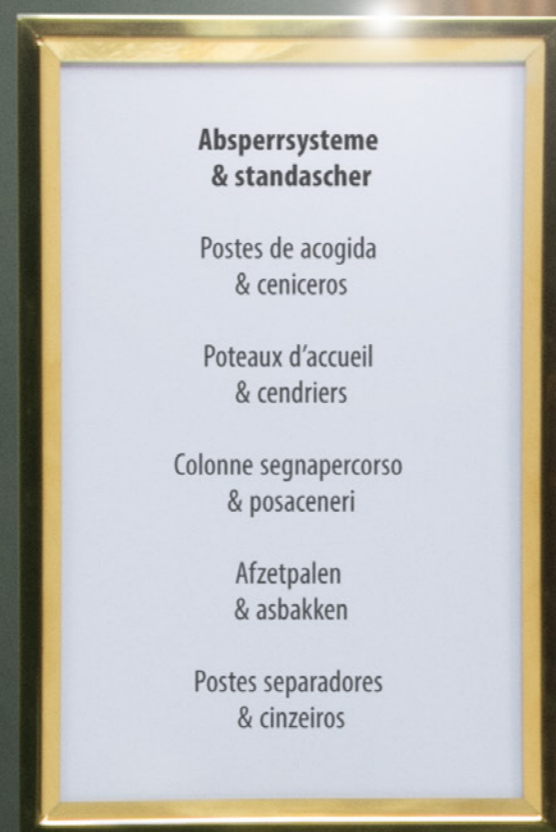 Absperrsysteme
& standascher
Postes de acogida
& ceniceros
Poteaux d’accueil
& cendriers
Colonne segnapercorso
& posaceneri
Afzetpalen
& asbakken
Postes separadores
& cinzeiros